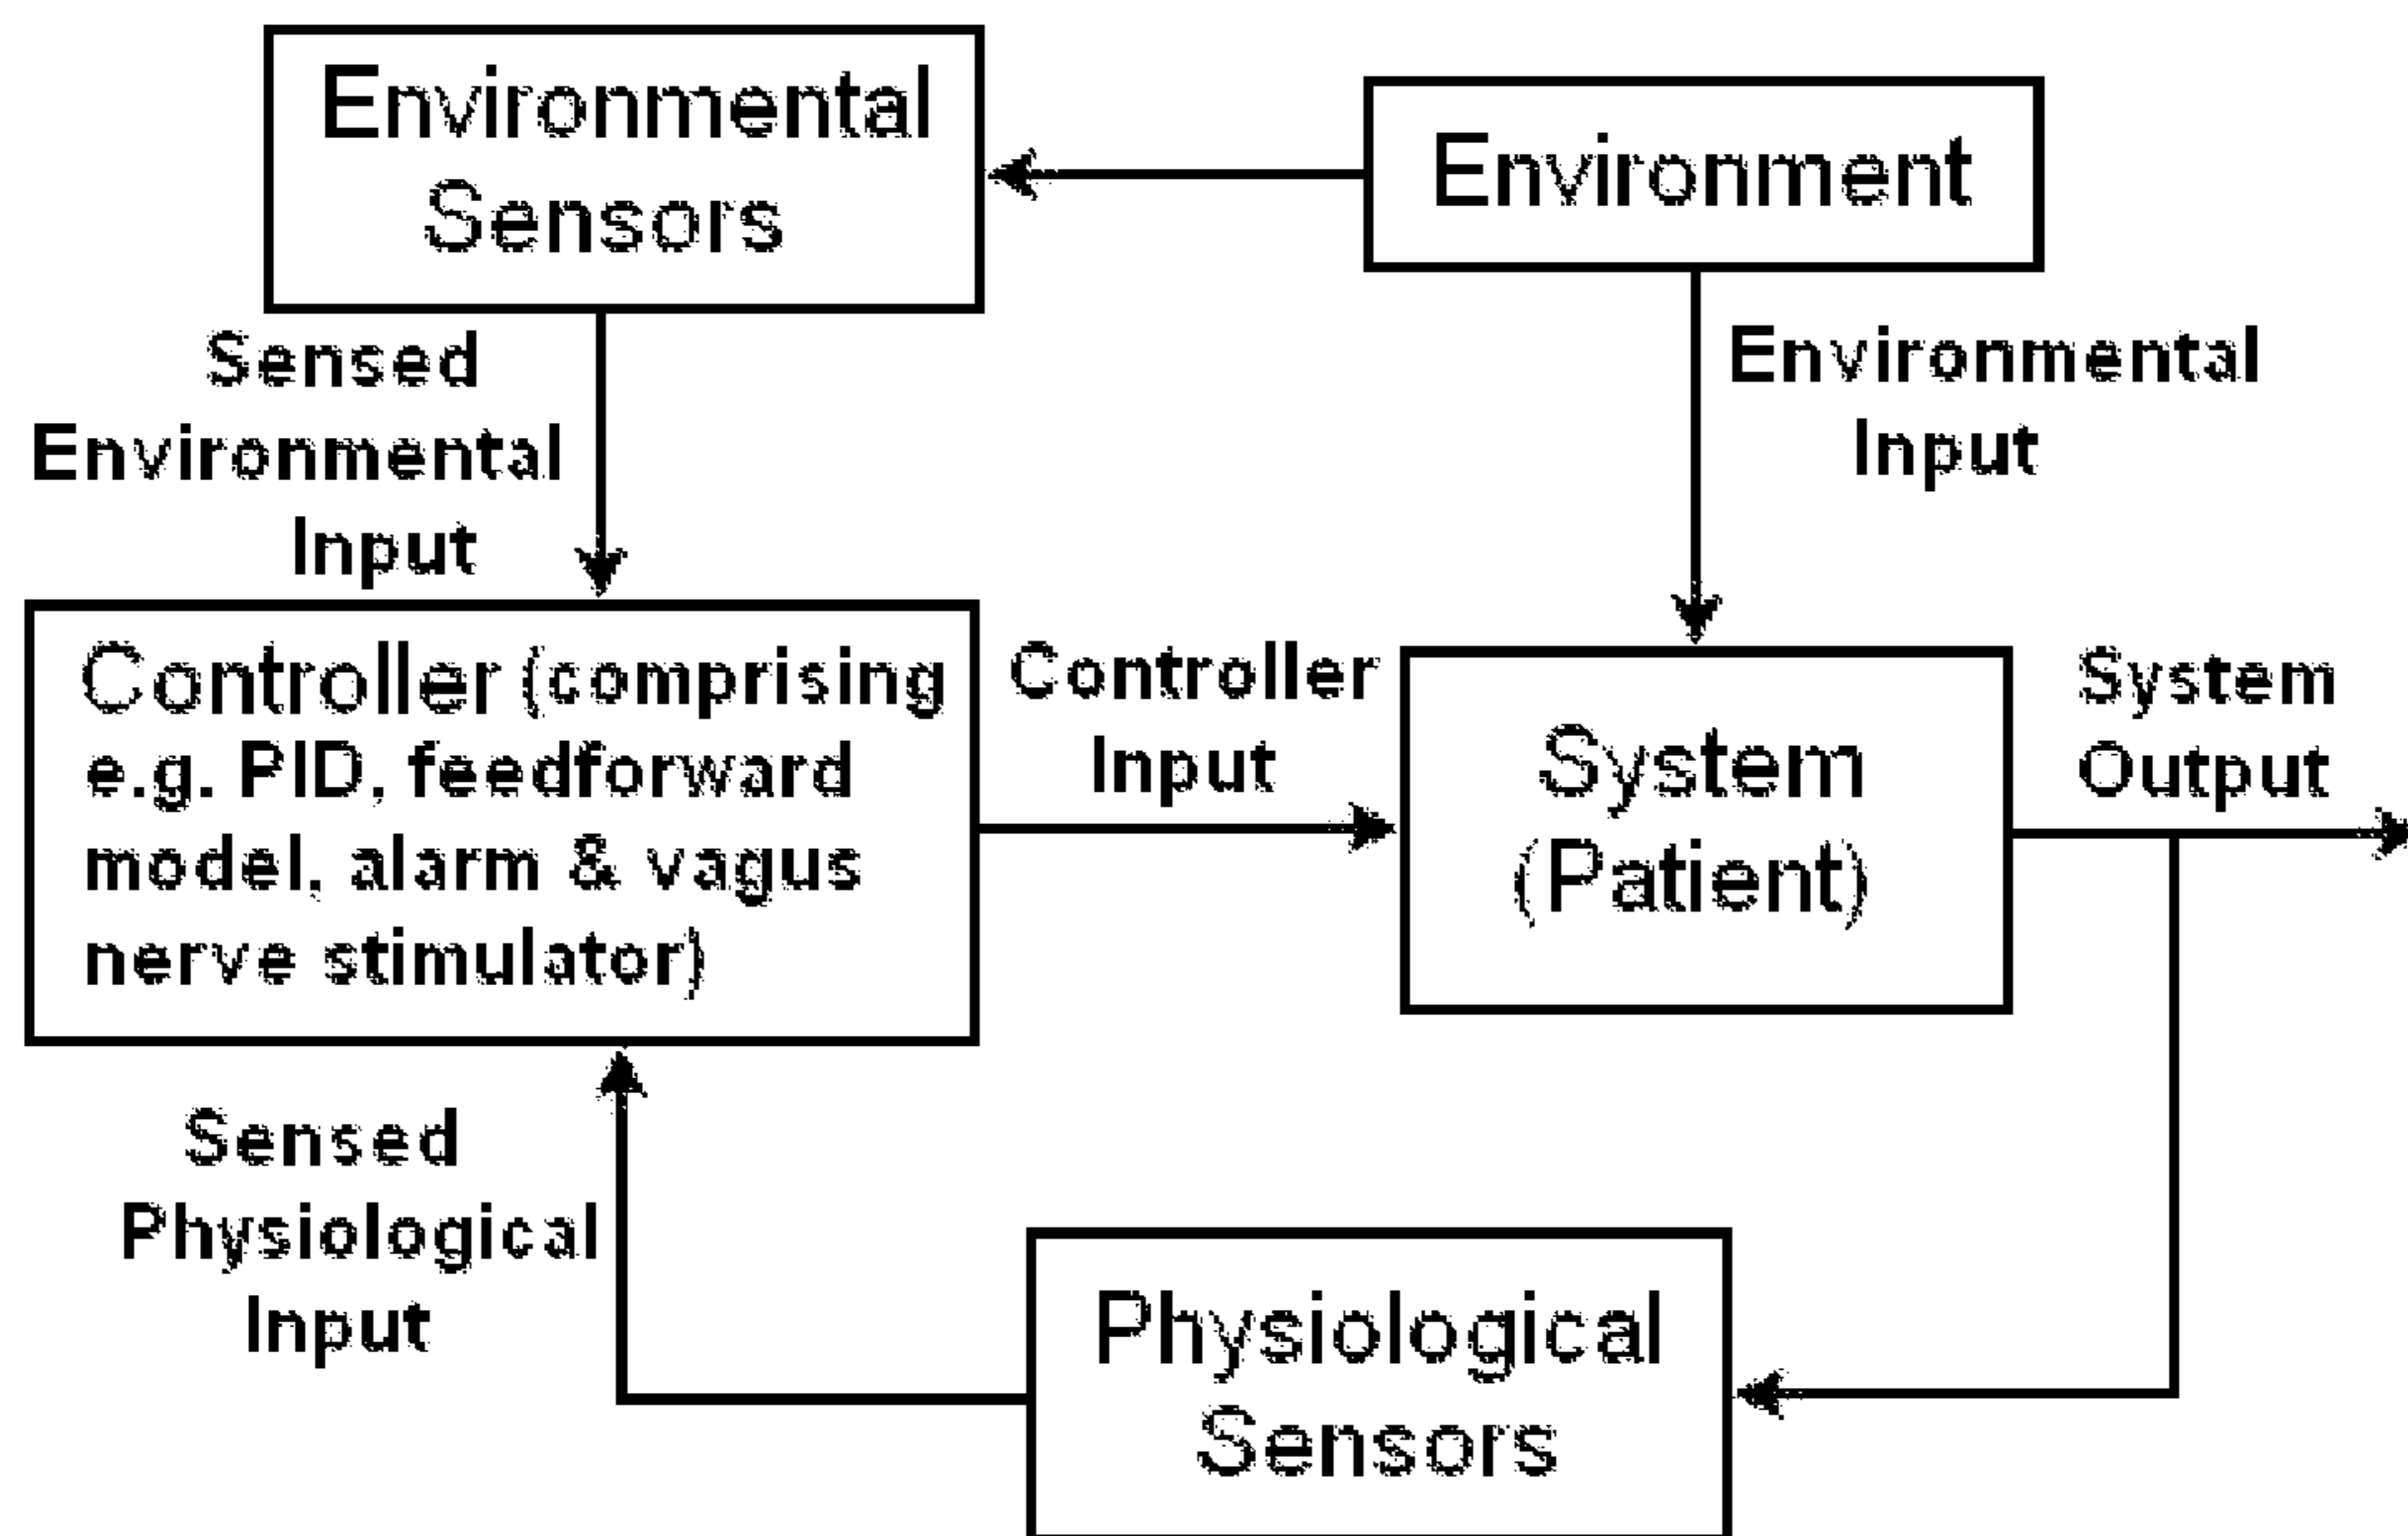 Environmental
Sensors
Environment
Sensed
Environmental
Input
Environmental
Input
Controller (comprising
e.g. PID, feedforward
model, alarm & vagus
nerve stimulator)
Controller
Input
System
(Patient)
System
Output
Sensed
Physiological
Input
Physiological
Sensors